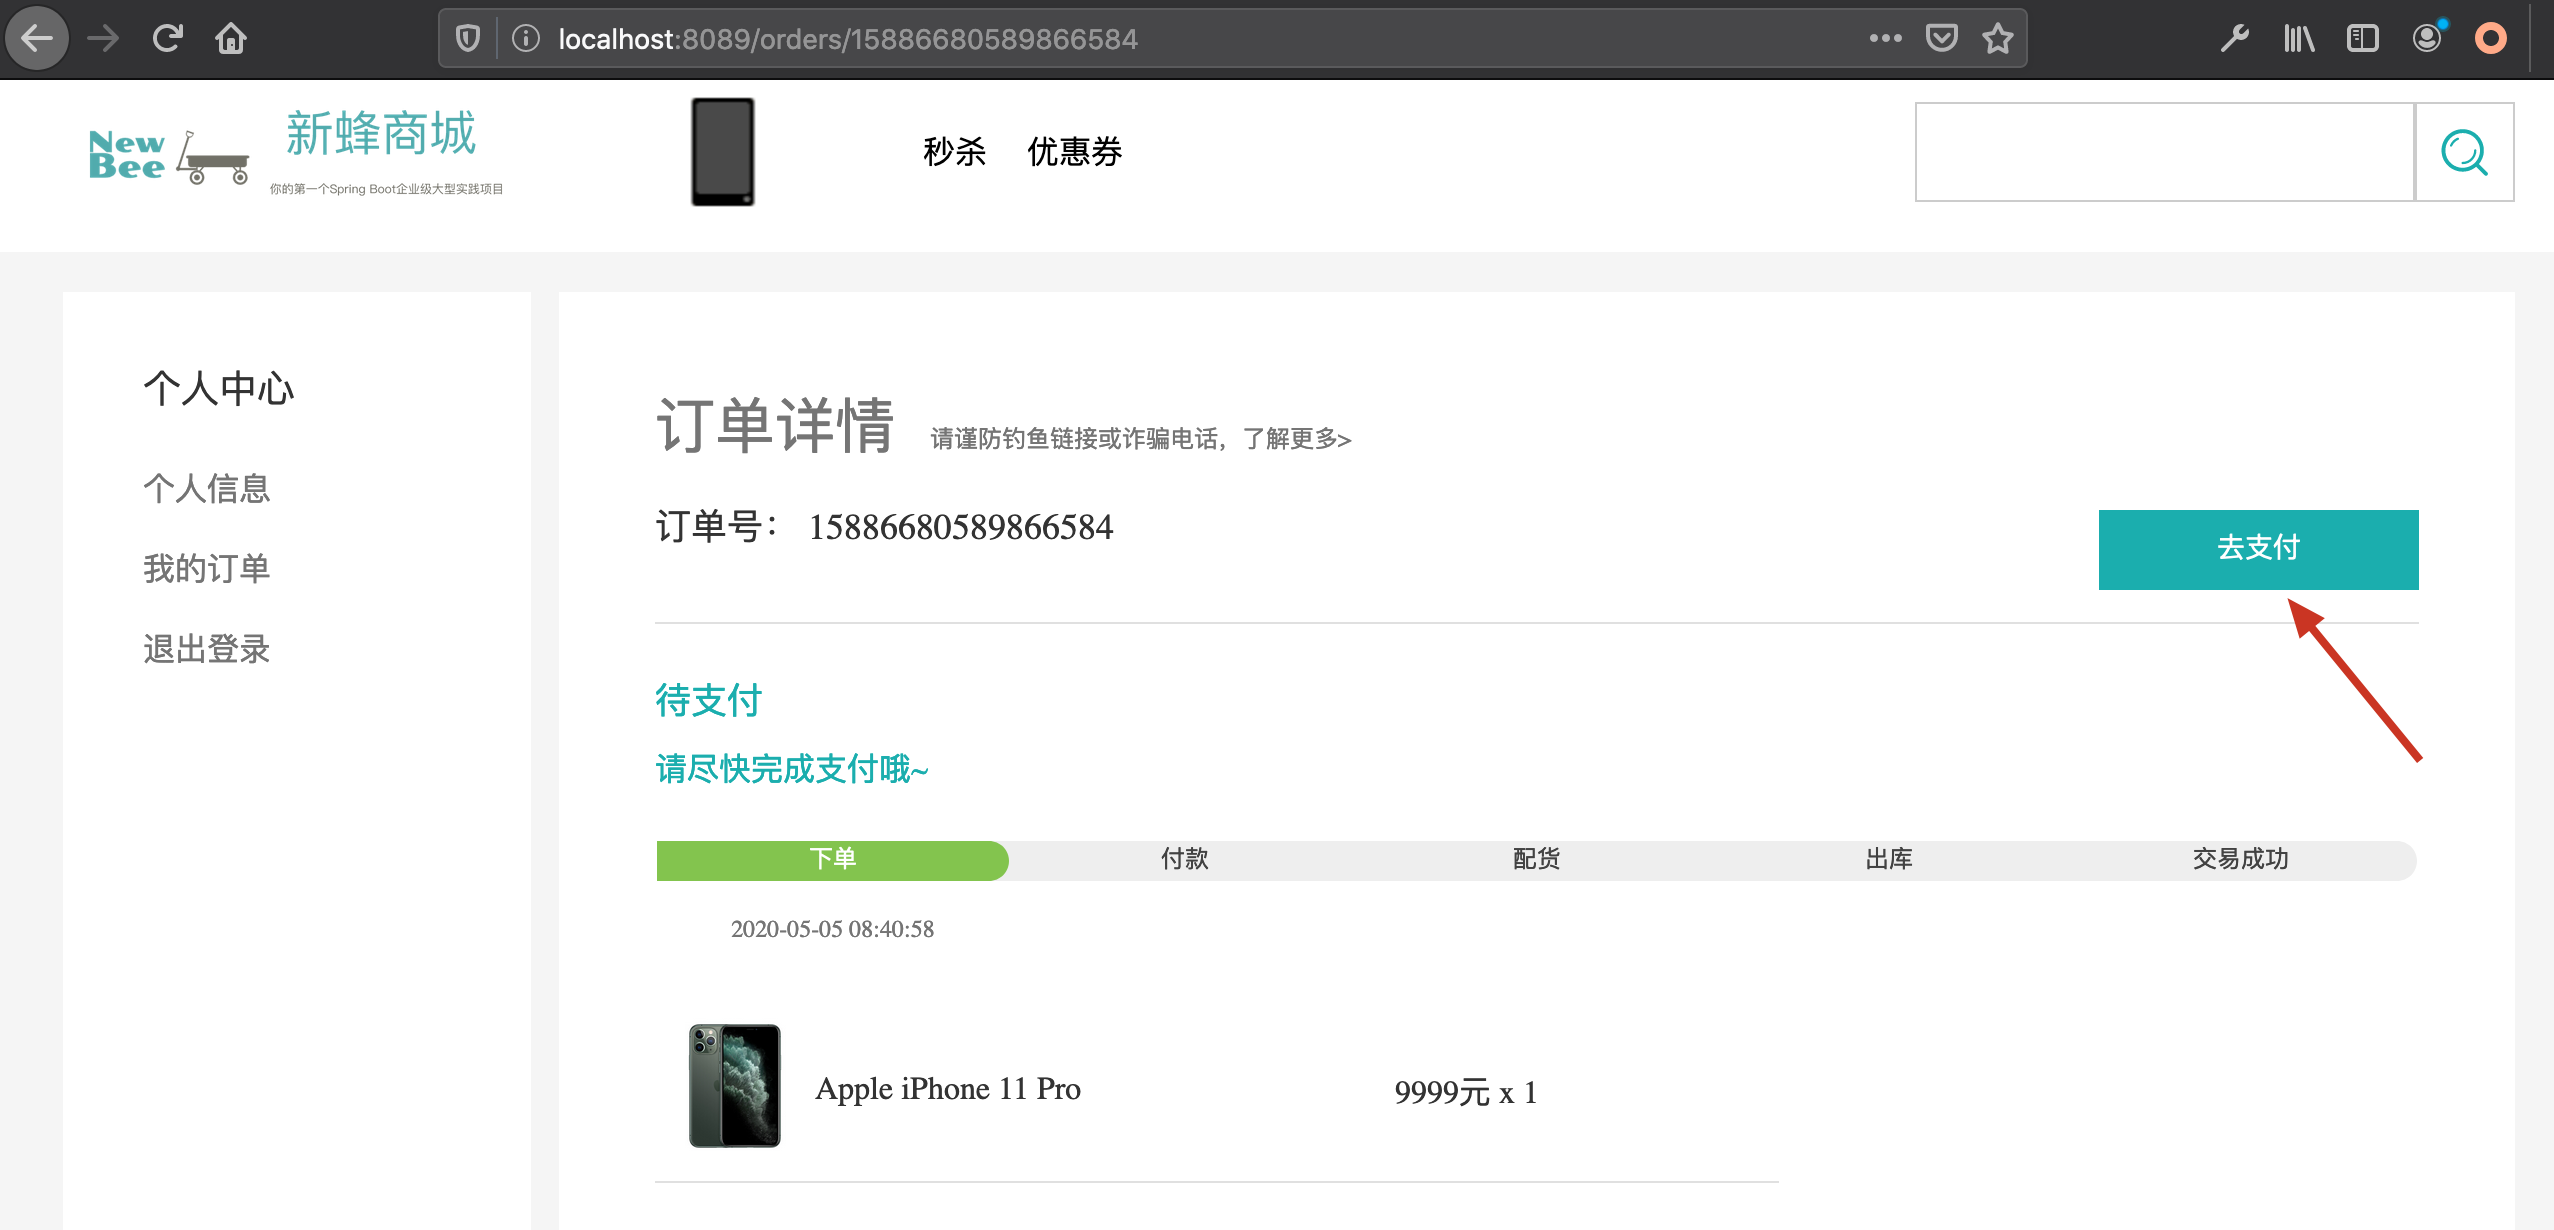 localhost:8089/orders/15886680589866584
New Bee
新蜂商城
你的第一个Spring Boot企业级大型实践项目
秒杀 优惠券
个人中心
个人信息
我的订单
退出登录
订单详情 请谨防钓鱼链接或诈骗电话，了解更多>
订单号： 15886680589866584
去支付
待支付
请尽快完成支付哦~
下单 付款 配货 出库 交易成功
2020-05-05 08:40:58
Apple iPhone 11 Pro 9999元 x 1